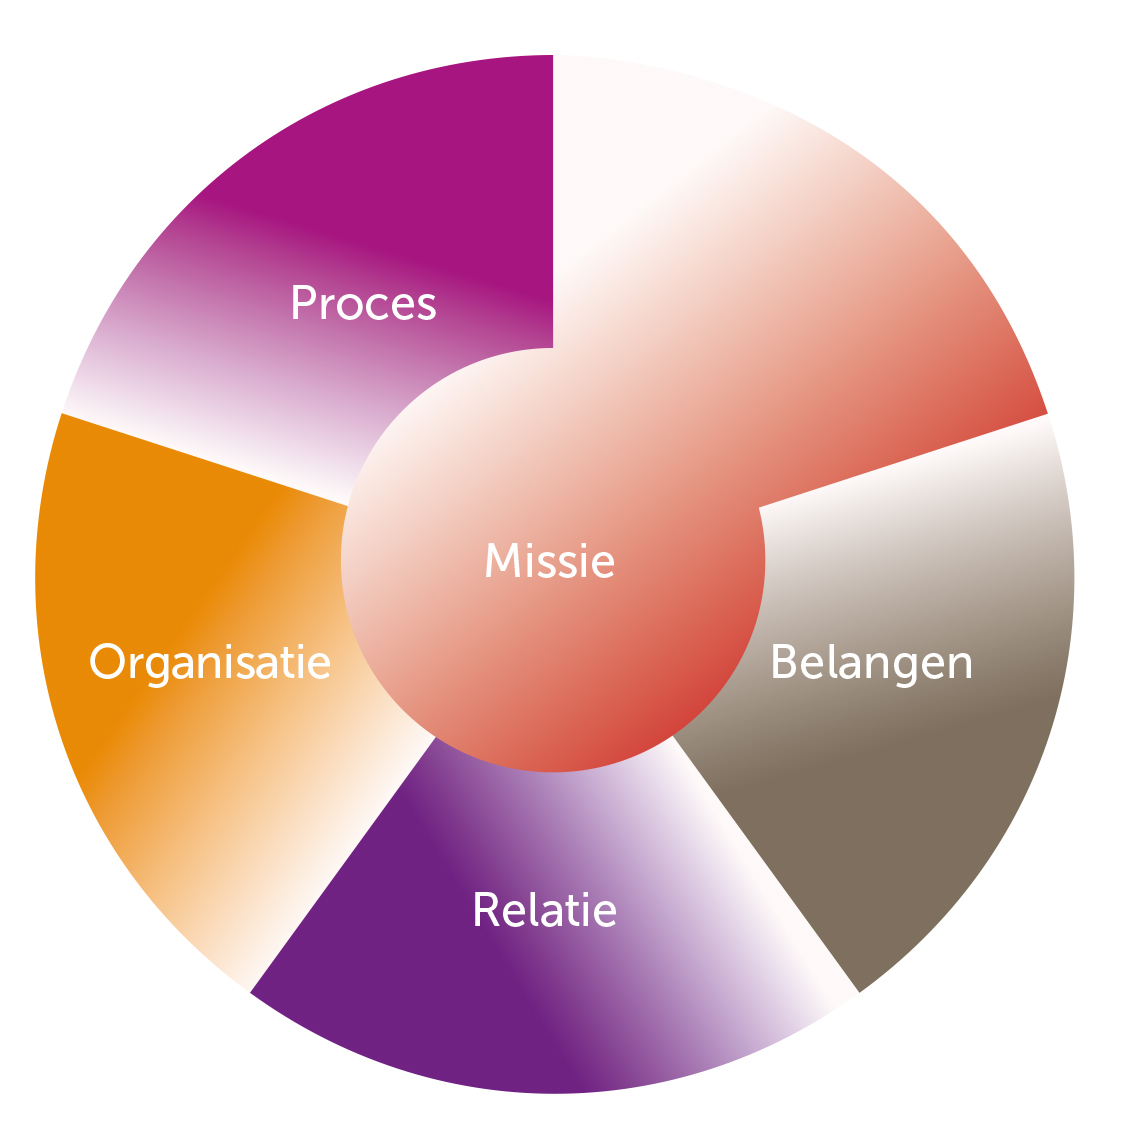 Proces
Missie
Organisatie
Belangen
Relatie